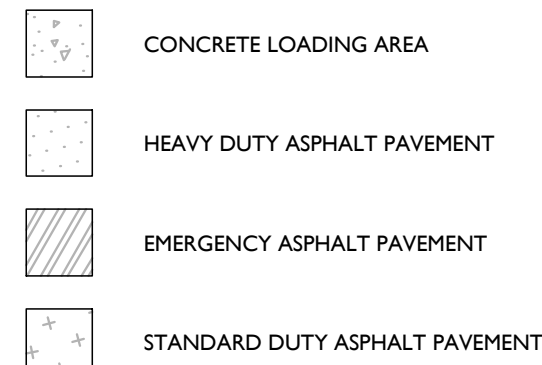 CONCRETE LOADING AREA
HEAVY DUTY ASPHALT PAVEMENT
EMERGENCY ASPHALT PAVEMENT
STANDARD DUTY ASPHALT PAVEMENT